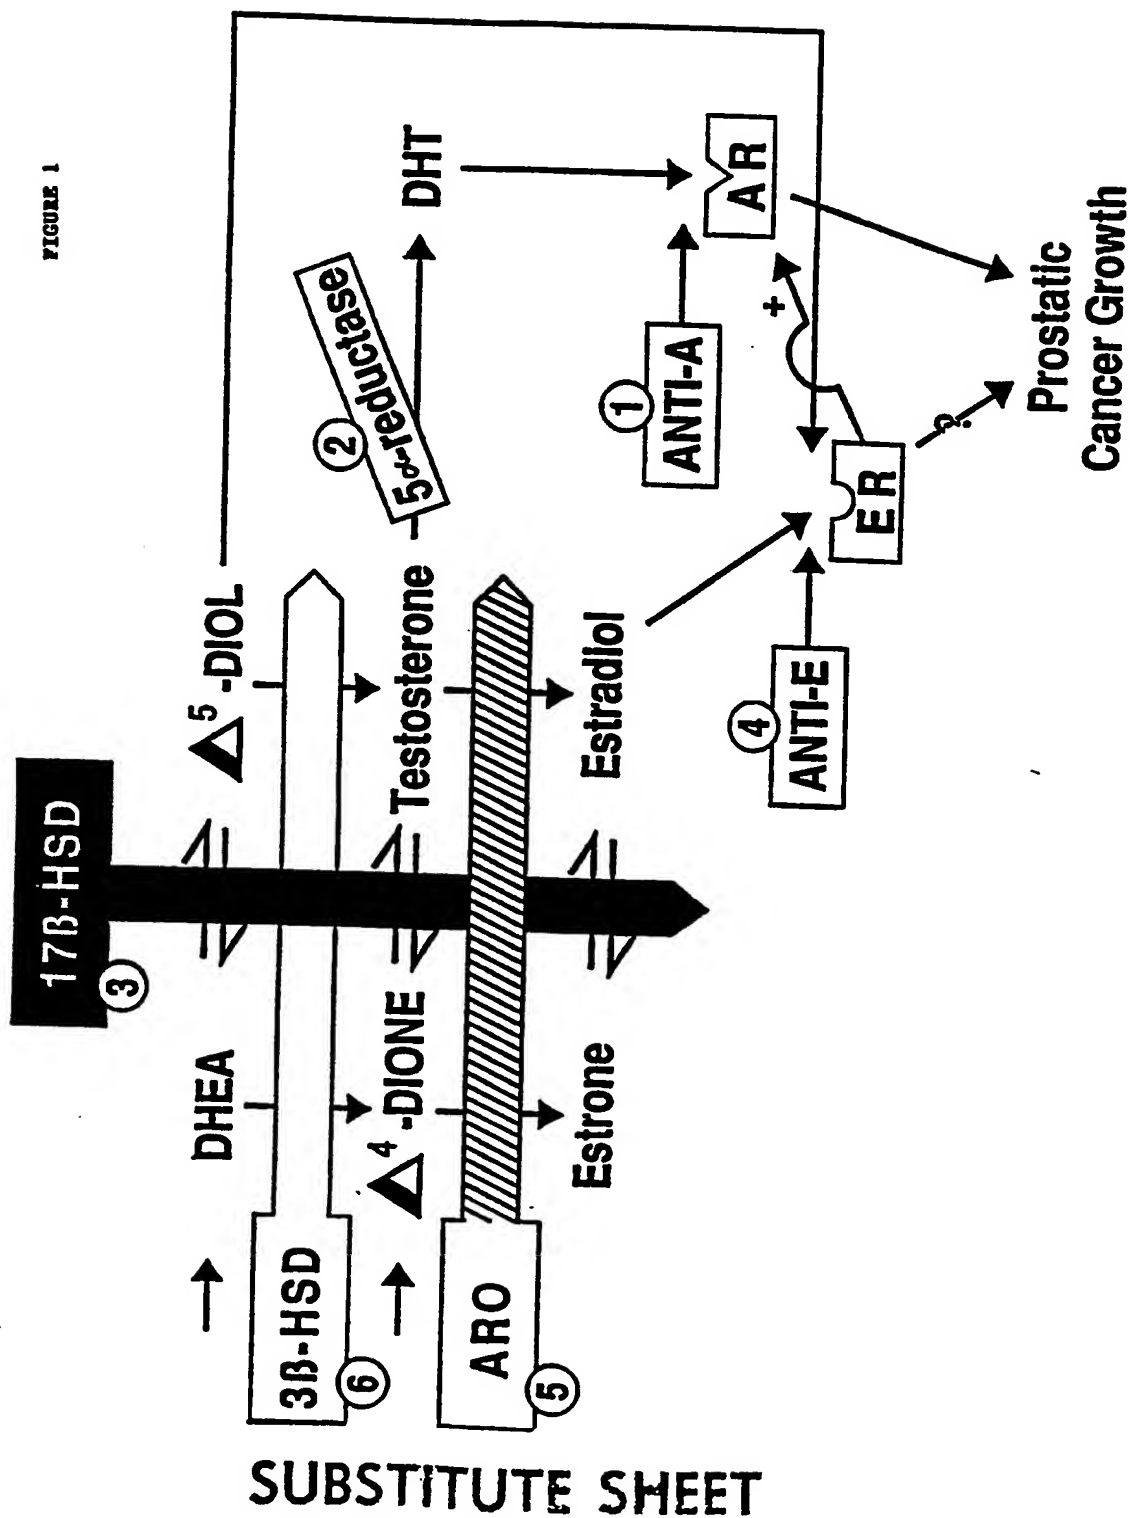 FIGURE 1
17β-HSD
3
DHEA
Δ5-DIOL
3β-HSD
6
Δ4-DIONE
Testosterone
2
5α-reductase
DHT
ARO
5
Estrone
Estradiol
1
ANTI-A
AR
4
ANTI-E
ER
+
?
Prostatic
Cancer Growth
SUBSTITUTE SHEET